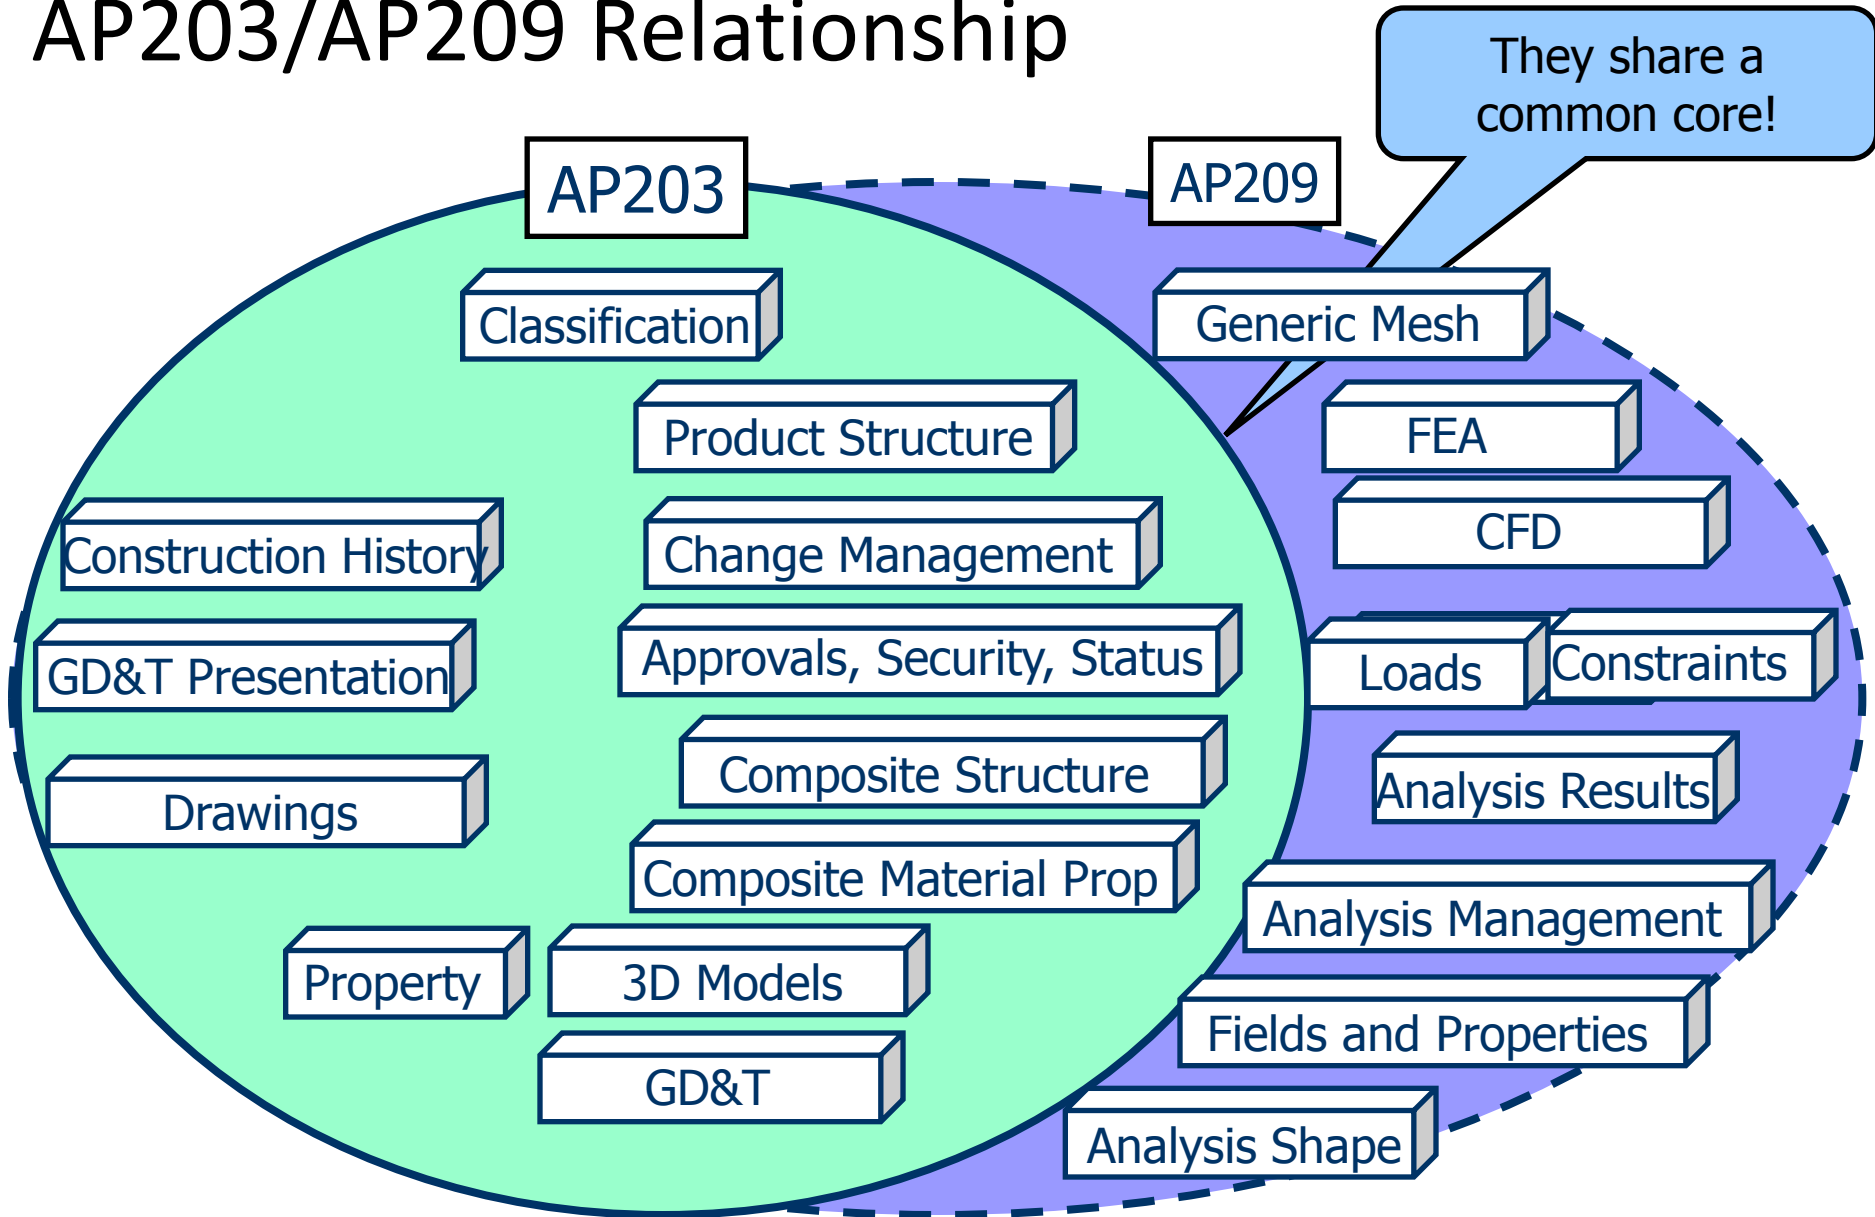 AP203/AP209 Relationship
They share a
common core!
AP203
AP209
Classification
Generic Mesh
Product Structure
FEA
Construction History
Change Management
CFD
GD&T Presentation
Approvals, Security, Status
Loads
Constraints
Drawings
Composite Structure
Analysis Results
Composite Material Prop
Analysis Management
Property
3D Models
Fields and Properties
GD&T
Analysis Shape